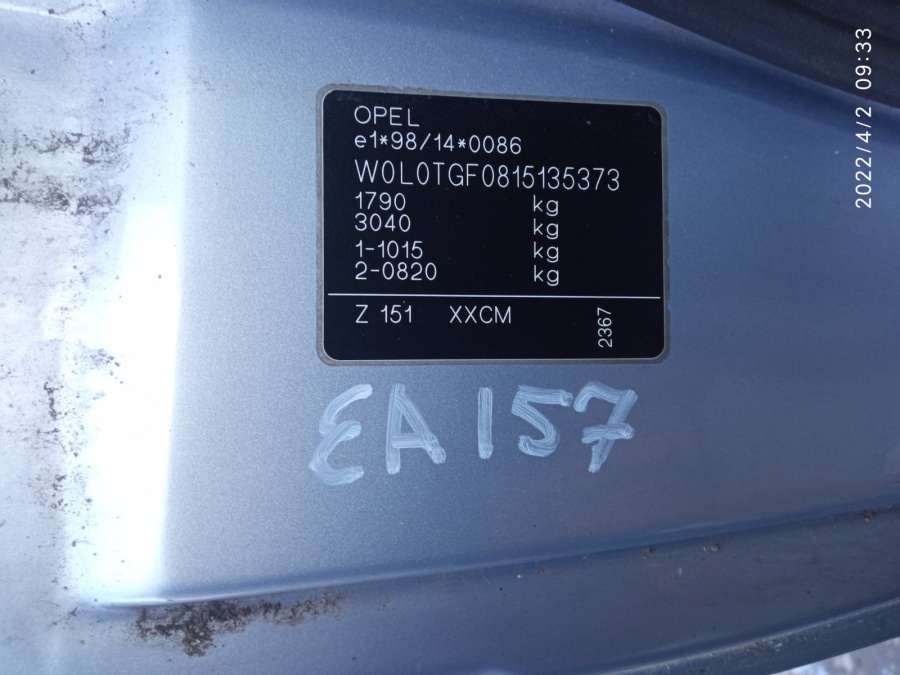 OPEL
e1*98/14*0086
W0L0TGF0815135373
1790 kg
3040 kg
1-1015 kg
2-0820 kg
Z 151 XXCM 2367
EA157
2022/4/2 09:33